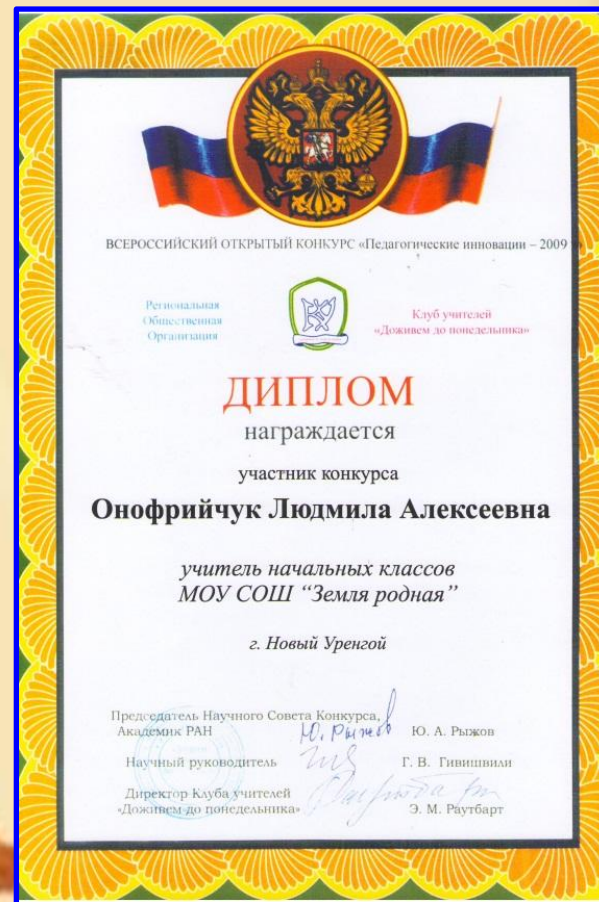 ВСЕРОССИЙСКИЙ ОТКРЫТЫЙ КОНКУРС «Педагогические инновации – 2009»
Региональная
Общественная
Организация
Клуб учителей
«Доживем до понедельника»
ДИПЛОМ
награждается
участник конкурса
Онофрийчук Людмила Алексеевна
учитель начальных классов
МОУ СОШ “Земля родная”
г. Новый Уренгой
Председатель Научного Совета Конкурса,
Академик РАН Ю. Рыжов Ю. А. Рыжов
Научный руководитель Г. В. Гивишвили
Директор Клуба учителей
«Доживем до понедельника» Э. М. Раутбарт